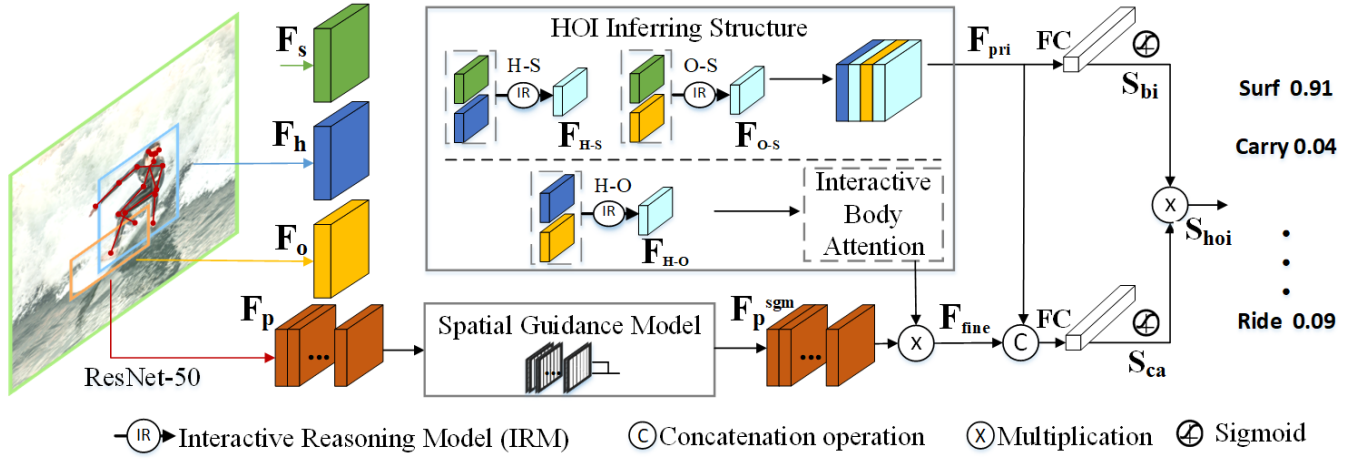 HOI Inferring Structure
F_s
F_h
F_o
F_p
ResNet-50
H-S
IR
F_H-S
O-S
IR
F_O-S
H-O
IR
F_H-O
Interactive
Body
Attention
Spatial Guidance Model
...
F_p^sgm
...
X
F_fine
C
F_pri
FC
S_bi
FC
S_ca
X
S_hoi
Surf 0.91
Carry 0.04
Ride 0.09
IR Interactive Reasoning Model (IRM)
C Concatenation operation
X Multiplication
Sigmoid